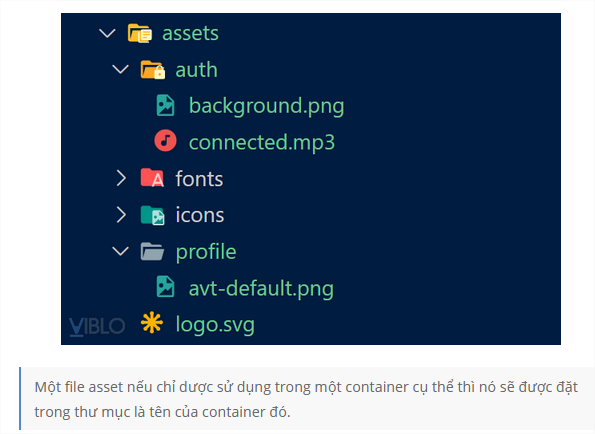 assets
auth
background.png
connected.mp3
fonts
icons
profile
avt-default.png
VIBLO
logo.svg
Một file asset nếu chỉ dược sử dụng trong một container cụ thể thì nó sẽ được đặt
trong thư mục là tên của container đó.